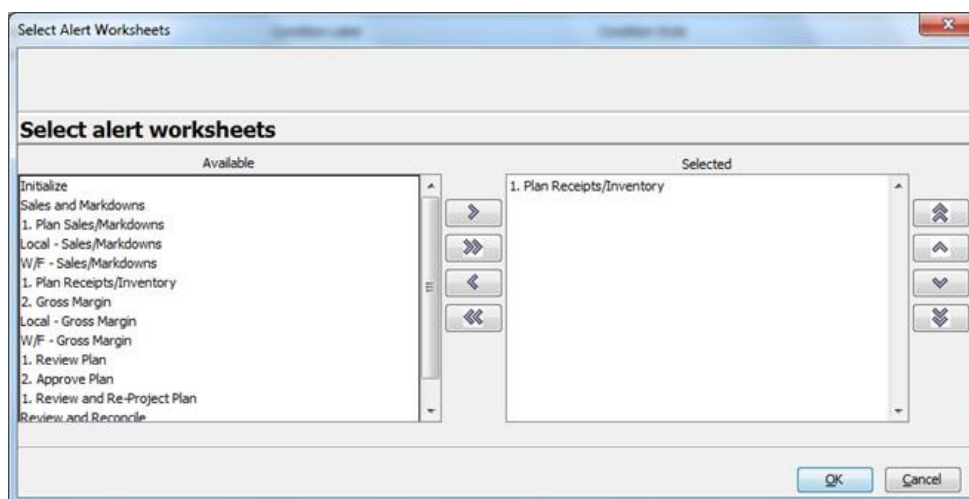 Select Alert Worksheets
Select alert worksheets
Available
Selected
Initialize
Sales and Markdowns
1. Plan Sales/Markdowns
Local - Sales/Markdowns
W/F - Sales/Markdowns
1. Plan Receipts/Inventory
2. Gross Margin
Local - Gross Margin
W/F - Gross Margin
1. Review Plan
2. Approve Plan
1. Review and Re-Project Plan
Review and Reconcile
1. Plan Receipts/Inventory
OK
Cancel